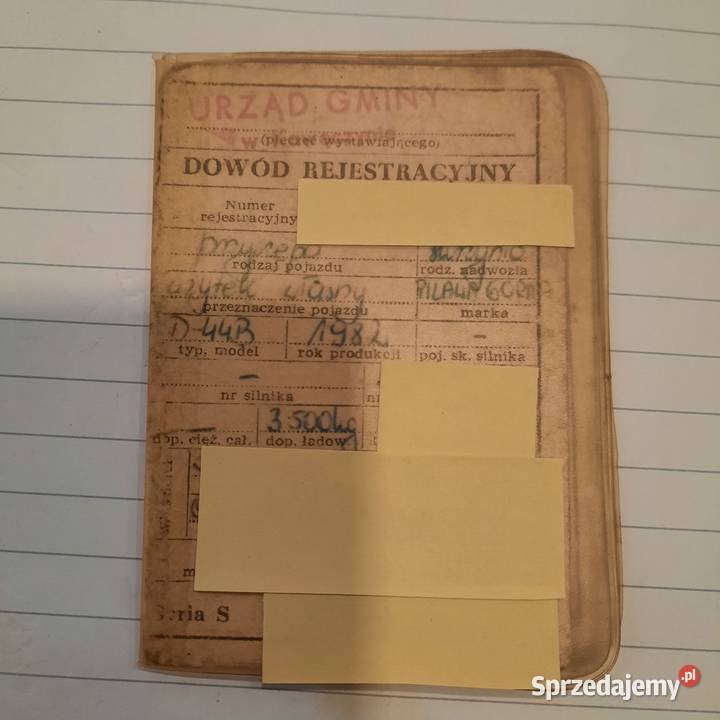 URZĄD GMINY
w
(pieczęć wystawiającego)
DOWÓD REJESTRACYJNY
Numer
rejestracyjny
przyczepa skrzynia
rodzaj pojazdu rodz. nadwozia
użytek własny PILAWA GÓRNA
przeznaczenie pojazdu marka
D-44B 1982 -
typ, model rok produkcji poj. sk. silnika
-
nr silnika
- 3.500kg
dop. cięż. cał. dop. ładow.
Seria S
Sprzedajemy.pl